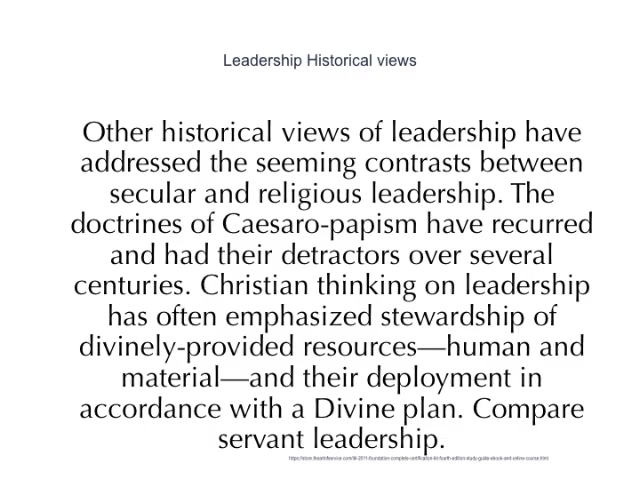 Leadership Historical views
Other historical views of leadership have
addressed the seeming contrasts between
secular and religious leadership. The
doctrines of Caesaro-papism have recurred
and had their detractors over several
centuries. Christian thinking on leadership
has often emphasized stewardship of
divinely-provided resources—human and
material—and their deployment in
accordance with a Divine plan. Compare
servant leadership.